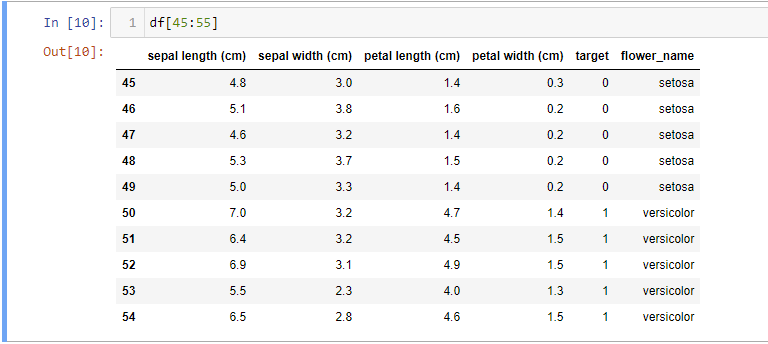 In [10]: 1 df[45:55]
Out[10]:
sepal length (cm) sepal width (cm) petal length (cm) petal width (cm) target flower_name
45 4.8 3.0 1.4 0.3 0 setosa
46 5.1 3.8 1.6 0.2 0 setosa
47 4.6 3.2 1.4 0.2 0 setosa
48 5.3 3.7 1.5 0.2 0 setosa
49 5.0 3.3 1.4 0.2 0 setosa
50 7.0 3.2 4.7 1.4 1 versicolor
51 6.4 3.2 4.5 1.5 1 versicolor
52 6.9 3.1 4.9 1.5 1 versicolor
53 5.5 2.3 4.0 1.3 1 versicolor
54 6.5 2.8 4.6 1.5 1 versicolor